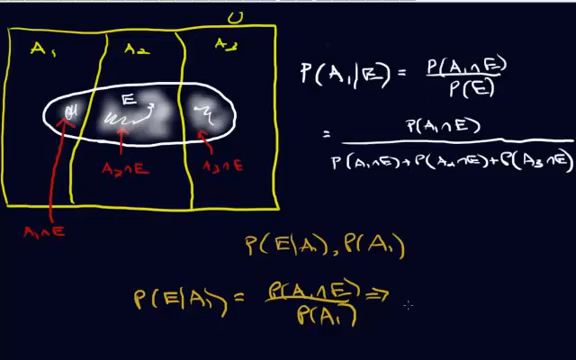 U
A₁ A₂ A₃
E
A₁∩E
A₂∩E
A₃∩E
P(A₁|E) = P(A₁∩E) / P(E)
= P(A₁∩E) / P(A₁∩E)+P(A₂∩E)+P(A₃∩E)
P(E|A₁), P(A₁)
P(E|A₁) = P(A₁∩E) / P(A₁) ⇒